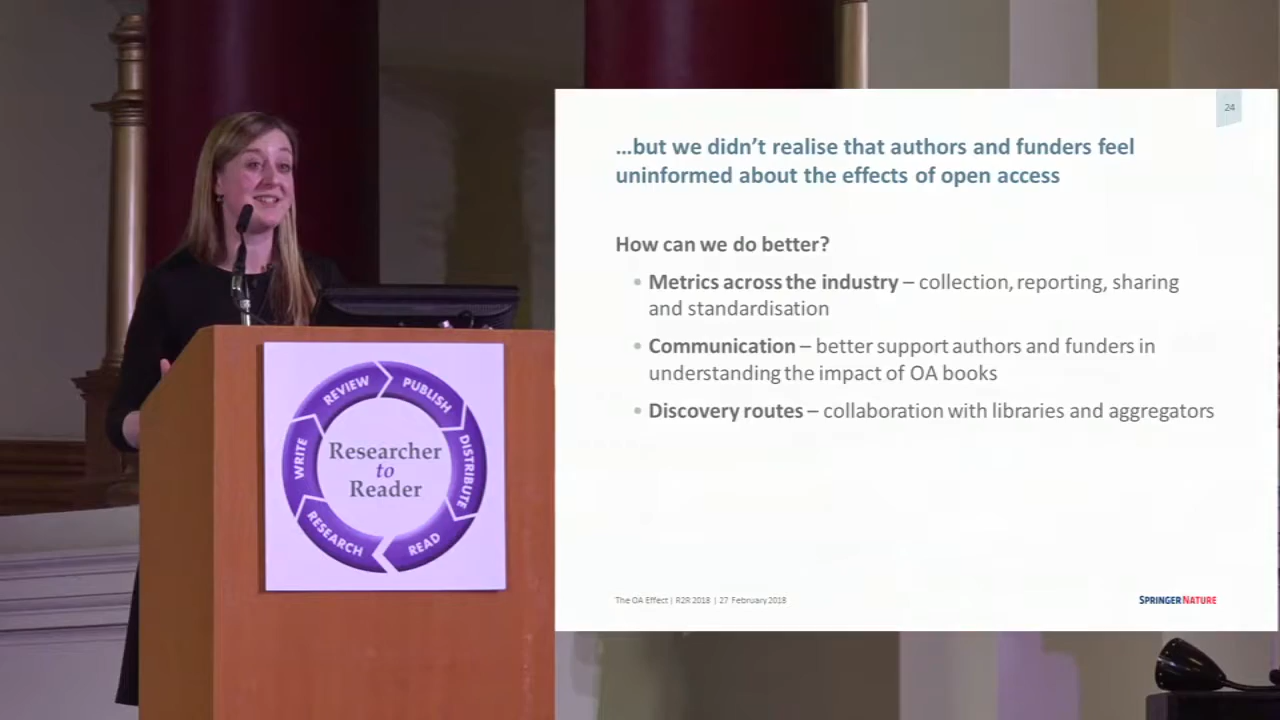 24
...but we didn't realise that authors and funders feel
uninformed about the effects of open access
How can we do better?
• Metrics across the industry – collection, reporting, sharing
and standardisation
• Communication – better support authors and funders in
understanding the impact of OA books
• Discovery routes – collaboration with libraries and aggregators
The OA Effect | R2R 2018 | 27 February 2018
SPRINGER NATURE
REVIEW
PUBLISH
DISTRIBUTE
READ
RESEARCH
WRITE
Researcher
to
Reader